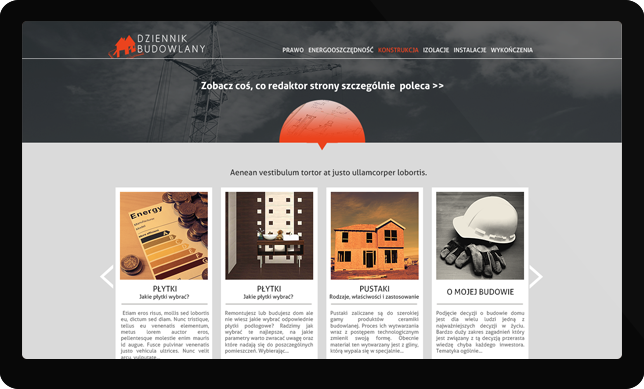 DZIENNIK
BUDOWLANY
PRAWO ENERGOOSZCZĘDNOŚĆ KONSTRUKCJA IZOLACJE INSTALACJE WYKOŃCZENIA
Zobacz coś, co redaktor strony szczególnie poleca >>
Aenean vestibulum tortor at justo ullamcorper lobortis.
Energy
PŁYTKI
Jakie płytki wybrać?
Etiam eros risus, mollis sed lobortis
eu, dictum sed diam. Nunc tristique,
tellus eu venenatis elementum,
metus lorem auctor eros,
pellentesque molestie enim mauris
id augue. Fusce pulvinar venenatis
justo vehicula ultrices. Nunc velit
arcu, vulputate
PŁYTKI
Jakie płytki wybrać?
Remontujesz lub budujesz dom ale
nie wiesz jakie wybrać odpowiednie
płytki podłogowe? Radzimy jak
wybrać te najlepsze, na jakie
parametry warto zwracać uwagę oraz
które nadają się do poszczególnych
pomieszczeń. Wybierając...
PUSTAKI
Rodzaje, właściwości i zastosowanie
Pustaki zaliczane są do szerokiej
gamy produktów ceramiki
budowlanej. Proces ich wytwarzania
wraz z postępem technologicznym
zmienił swoją formę. Obecnie
materiał ten wytwarzany jest z gliny,
którą wypala się w specjalnie...
O MOJEJ BUDOWIE
Podjęcie decyzji o budowie domu
jest dla wielu ludzi jedną z
najważniejszych decyzji w życiu.
Bardzo duży zakres zagadnień który
jest związany z tą decyzją przerasta
wiedzę chyba każdego inwestora.
Tematyka ogólnie...